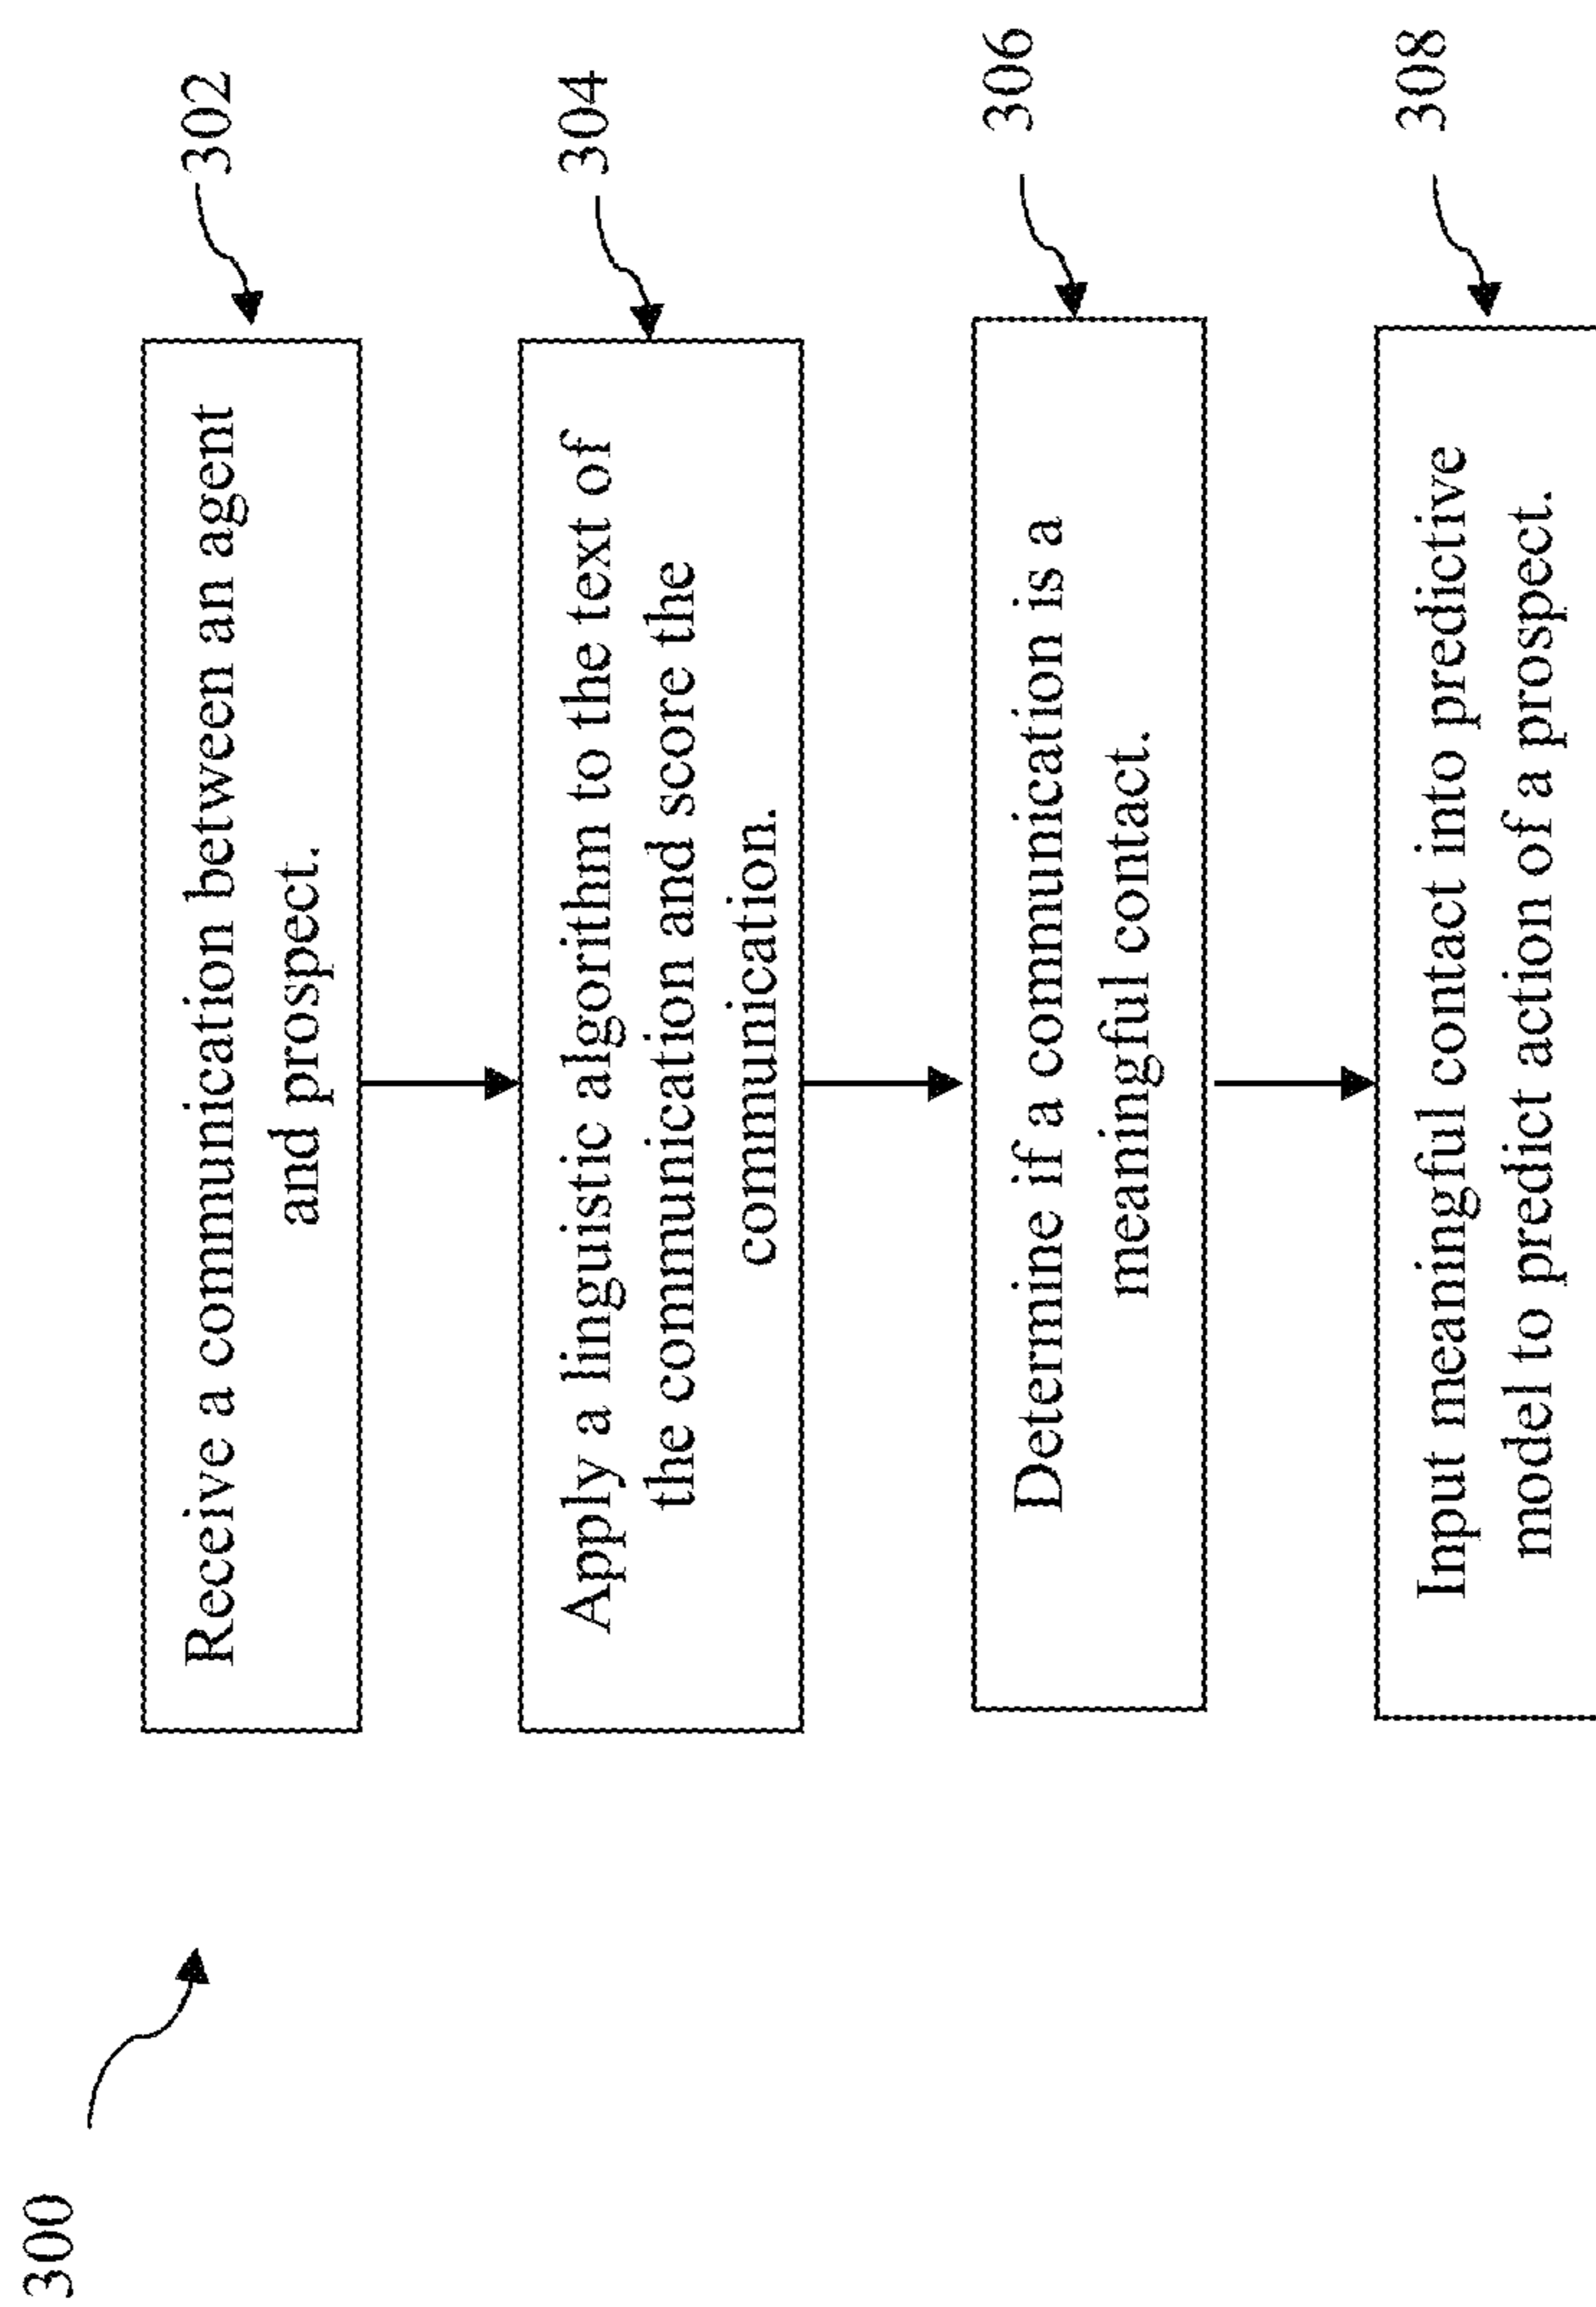 300
Receive a communication between an agent
and prospect.
302
Apply a linguistic algorithm to the text of
the communication and score the
communication.
304
Determine if a communication is a
meaningful contact.
306
Input meaningful contact into predictive
model to predict action of a prospect.
308